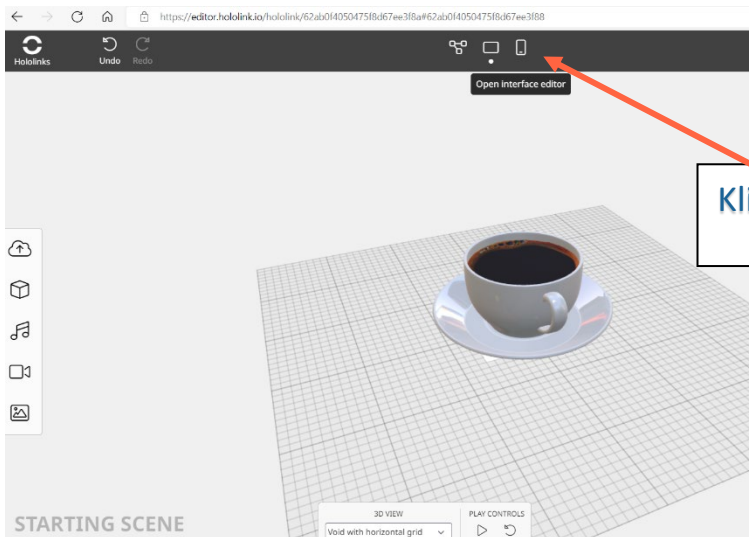 https://editor.hololink.io/hololink/62ab0f4050475f8d67ee3f8a#62ab0f4050475f8d67ee3f88
Hololinks Undo Redo
Open interface editor
Kli
STARTING SCENE
3D VIEW
Void with horizontal grid
PLAY CONTROLS